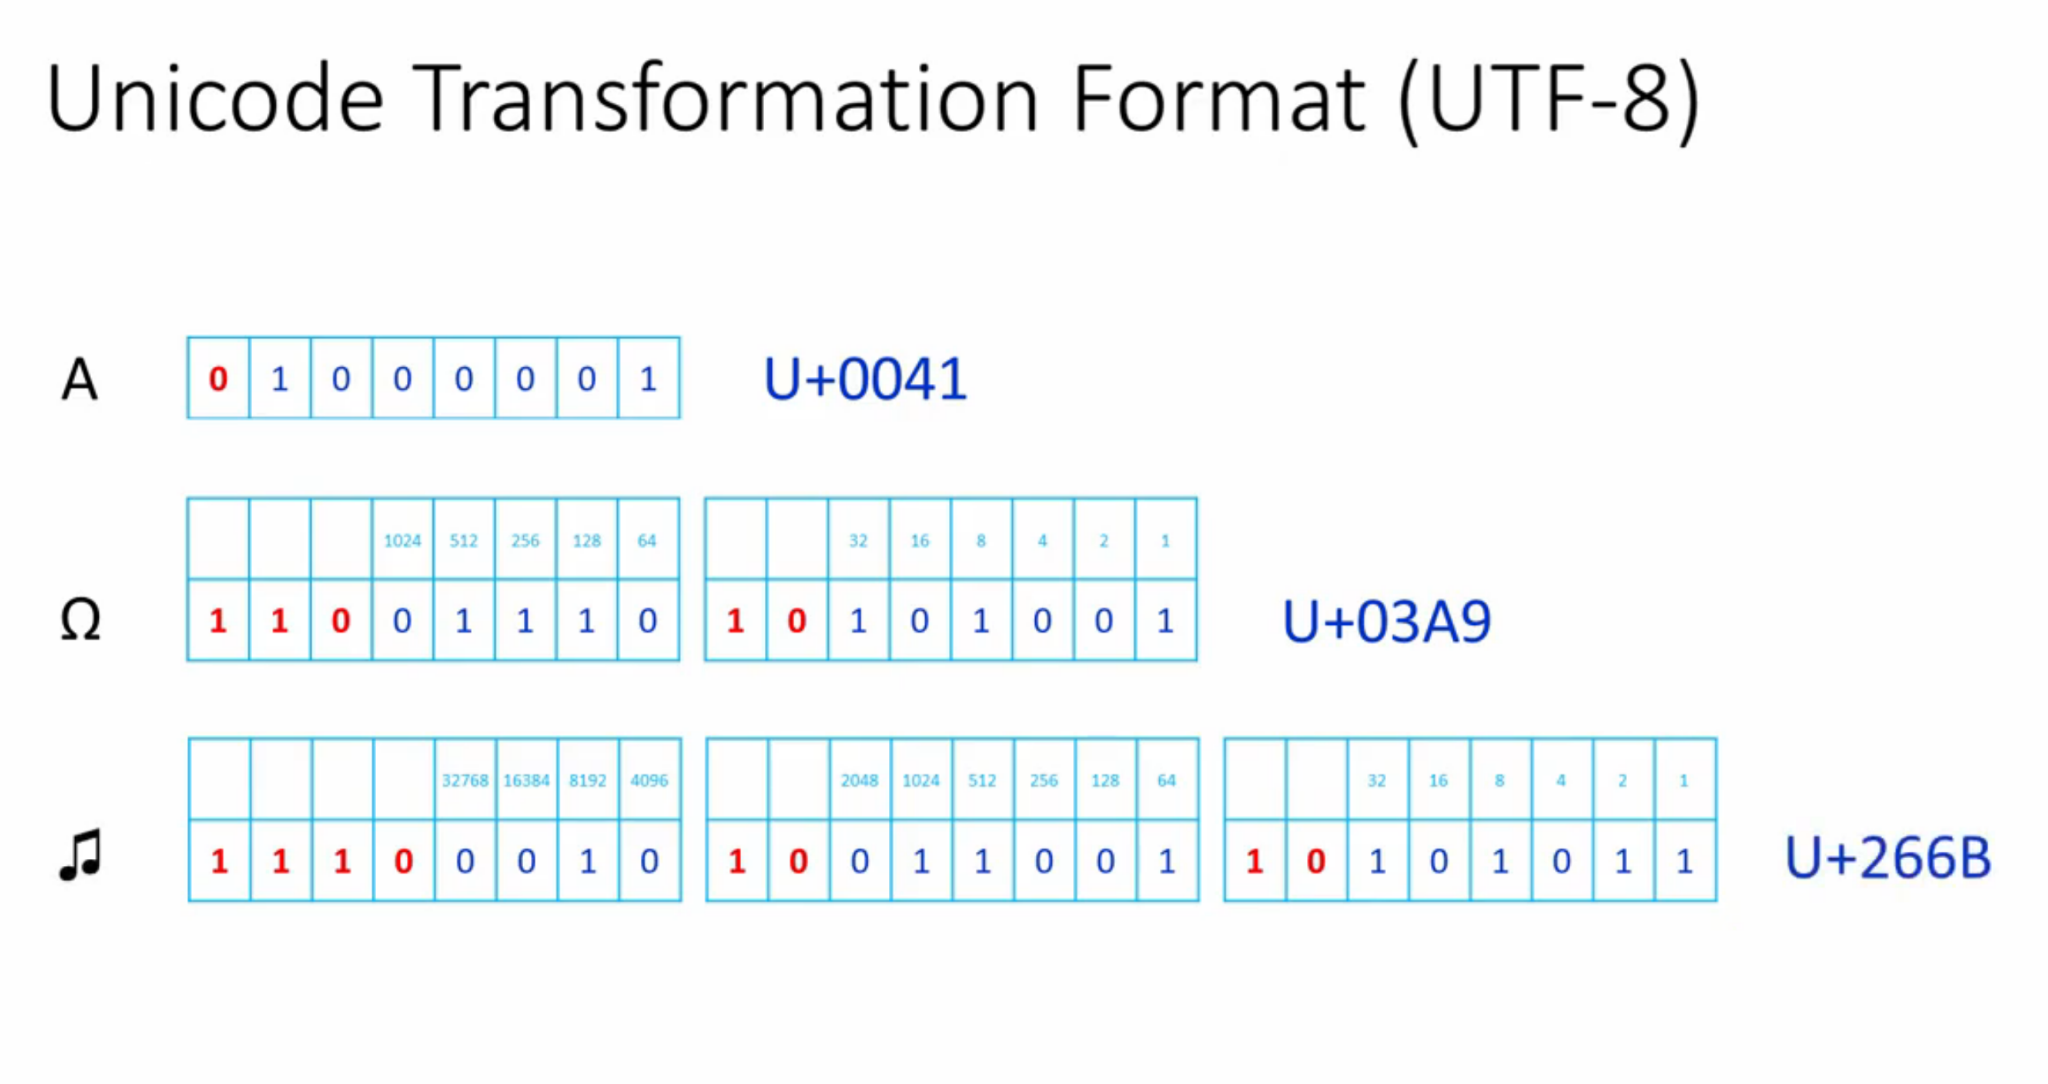 Unicode Transformation Format (UTF-8)
A 0 1 0 0 0 0 0 1 U+0041
1024 512 256 128 64 32 16 8 4 2 1
Ω 1 1 0 0 1 1 1 0 1 0 1 0 1 0 0 1 U+03A9
32768 16384 8192 4096 2048 1024 512 256 128 64 32 16 8 4 2 1
♫ 1 1 1 0 0 0 1 0 1 0 0 1 1 0 0 1 1 0 1 0 1 0 1 1 U+266B